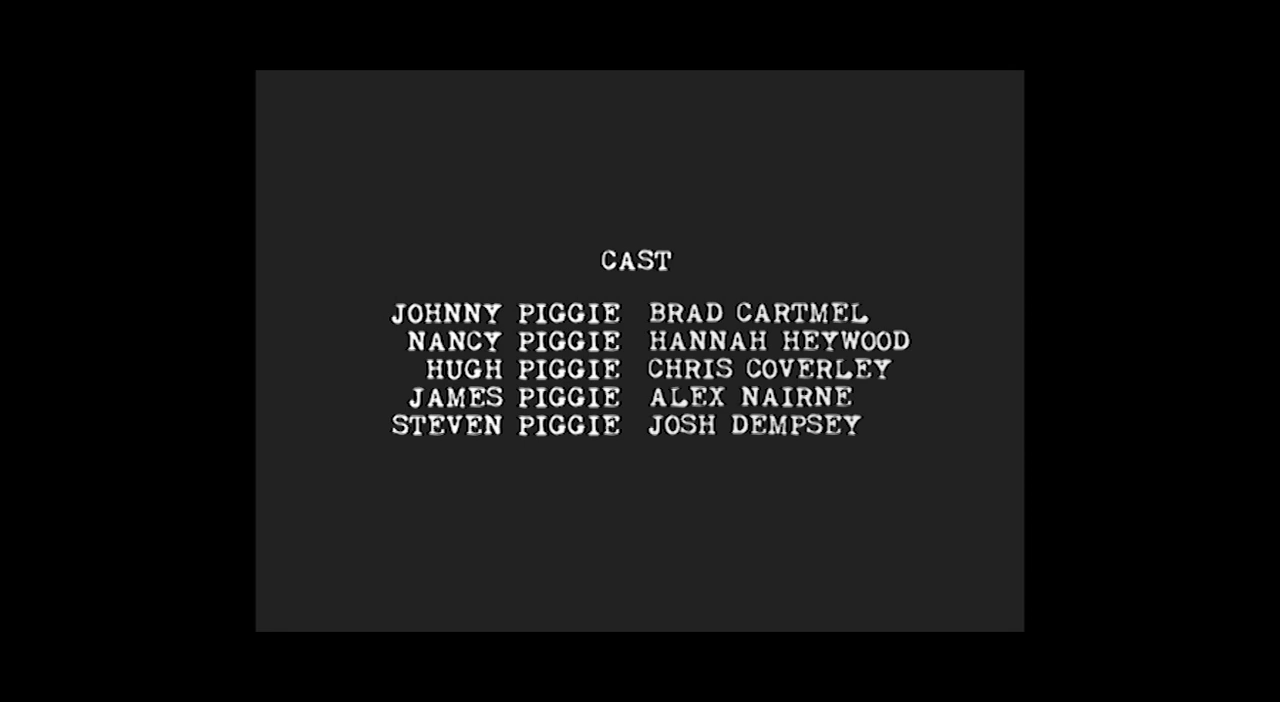 CAST
JOHNNY PIGGIE BRAD CARTMEL
NANCY PIGGIE HANNAH HEYWOOD
HUGH PIGGIE CHRIS COVERLEY
JAMES PIGGIE ALEX NAIRNE
STEVEN PIGGIE JOSH DEMPSEY